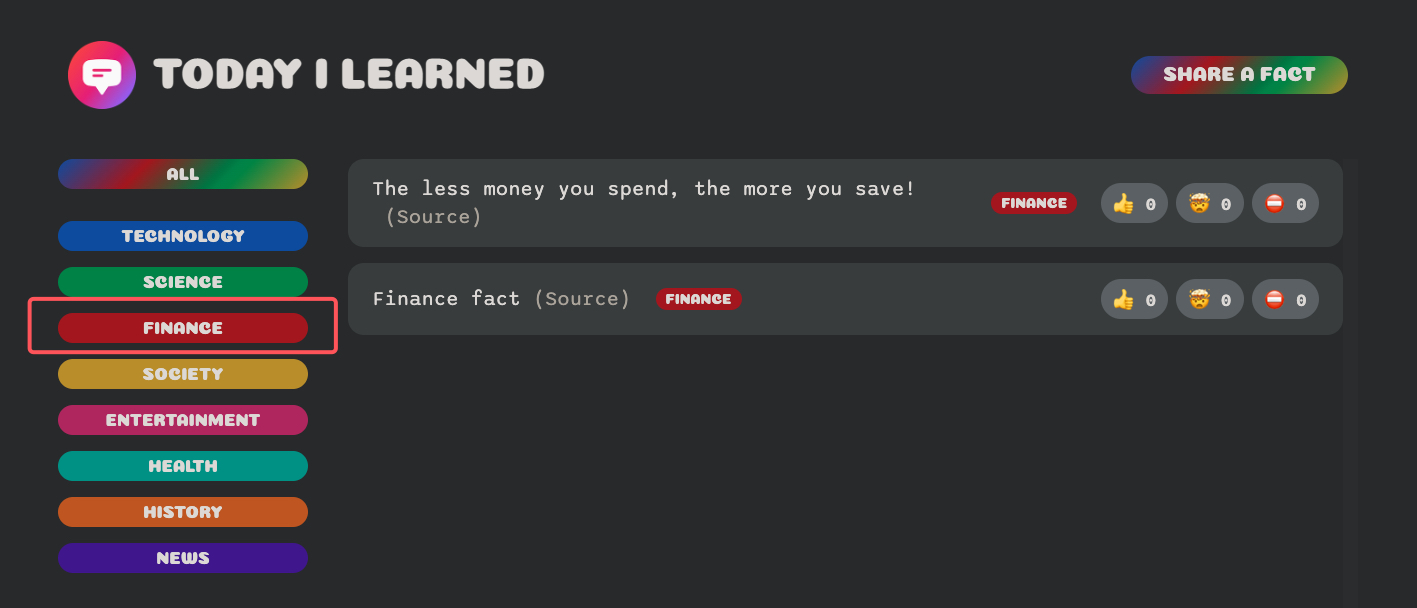 TODAY I LEARNED
SHARE A FACT
ALL
TECHNOLOGY
SCIENCE
FINANCE
SOCIETY
ENTERTAINMENT
HEALTH
HISTORY
NEWS
The less money you spend, the more you save!
(Source)
FINANCE
👍 0 🤯 0 ⛔ 0
Finance fact (Source) FINANCE
👍 0 🤯 0 ⛔ 0